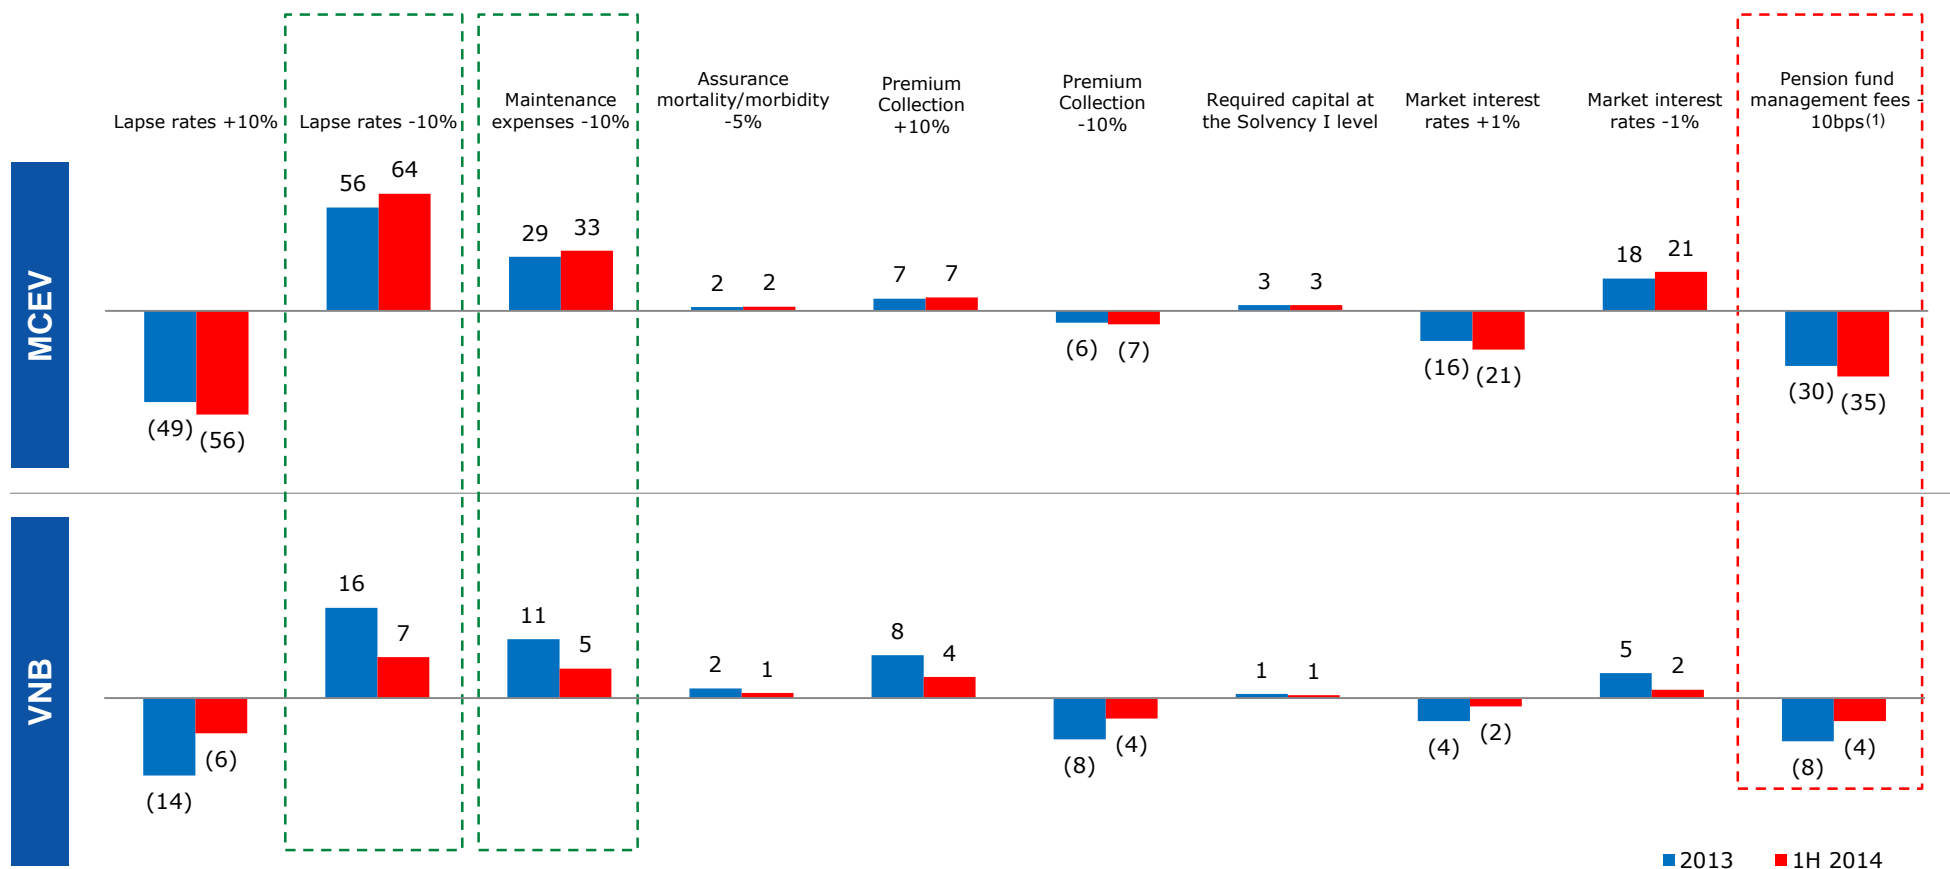 Lapse rates +10%
Lapse rates -10%
Maintenance
expenses -10%
Assurance
mortality/morbidity
-5%
Premium
Collection
+10%
Premium
Collection
-10%
Required capital at
the Solvency I level
Market interest
rates +1%
Market interest
rates -1%
Pension fund
management fees -
10bps(1)
MCEV
(49) (56)
56 64
29 33
2 2
7 7
(6) (7)
3 3
(16) (21)
18 21
(30) (35)
VNB
(14) (6)
16 7
11 5
2 1
8 4
(8) (4)
1 1
(4) (2)
5 2
(8) (4)
2013 1H 2014